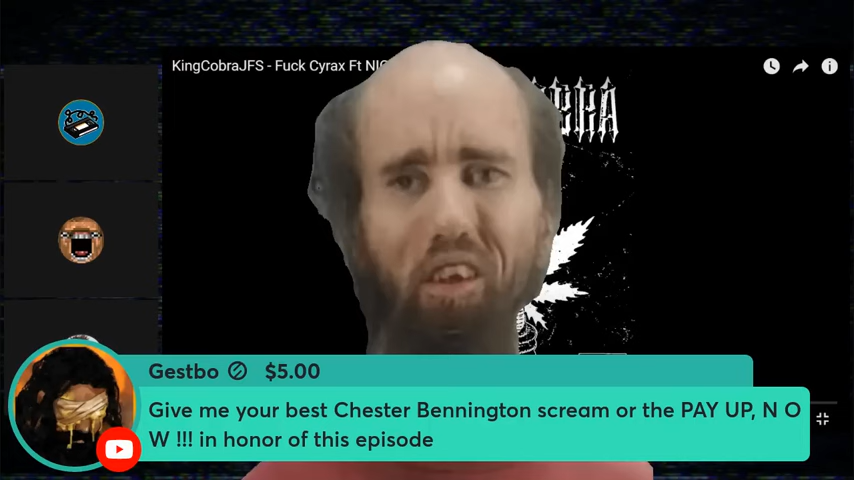 KingCobraJFS - Fuck Cyrax Ft NIC
Gestbo $5.00
Give me your best Chester Bennington scream or the PAY UP, N O
W !!! in honor of this episode